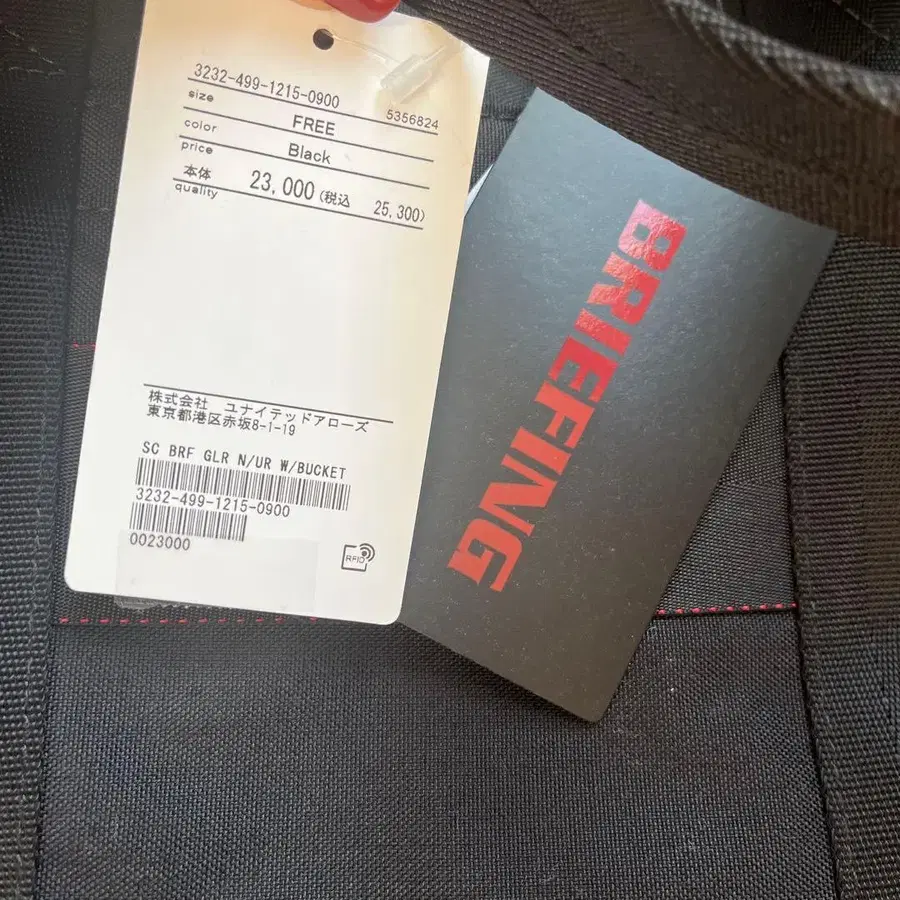 3232-499-1215-0900
5356824
size FREE
color Black
price
本体 23,000 (税込 25,300)
quality
株式会社 ユナイテッドアローズ
東京都港区赤坂8-1-19
SC BRF GLR N/UR W/BUCKET
3232-499-1215-0900
0023000
RFID
BRIEFING